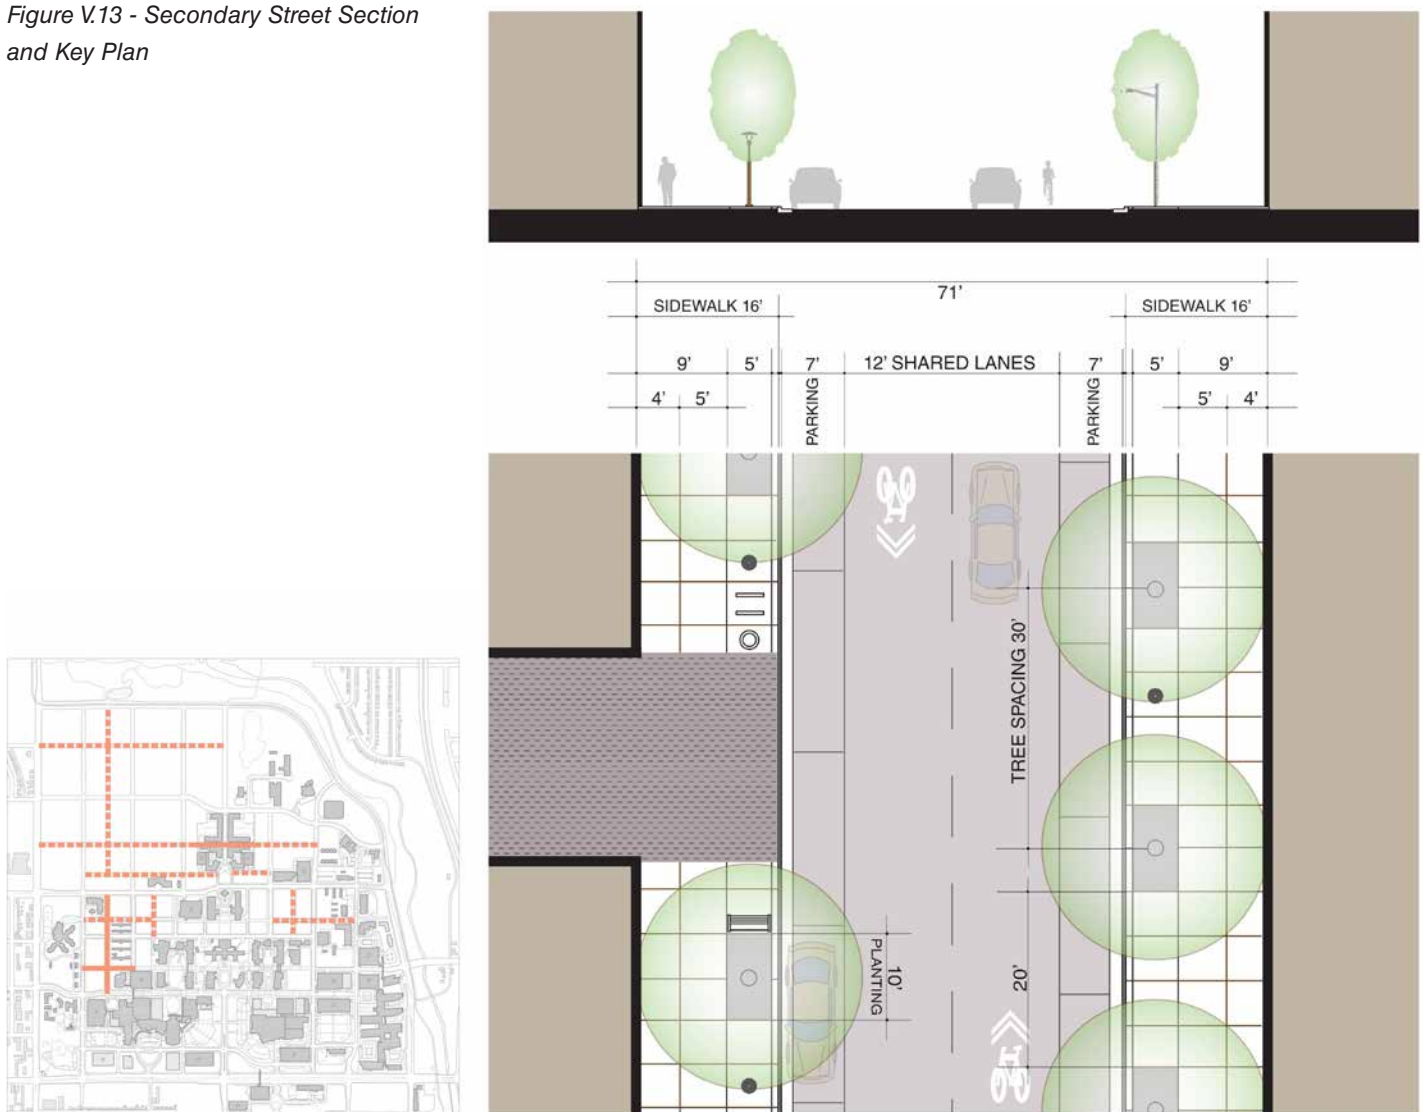 Figure V.13 - Secondary Street Section
and Key Plan
71’
SIDEWALK 16’
SIDEWALK 16’
9’ 5’ 7’ 12’ SHARED LANES 7’ 5’ 9’
4’ 5’ PARKING PARKING 5’ 4’
TREE SPACING 30’
10’
PLANTING
20’